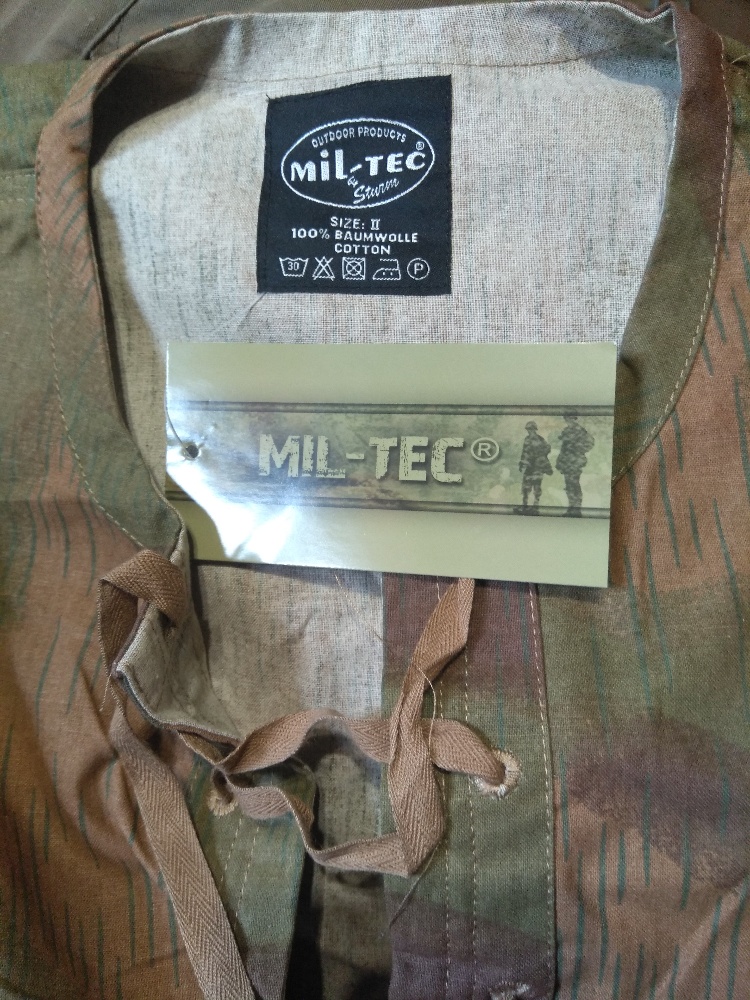 OUTDOOR PRODUCTS
MIL-TEC®
by Sturm
SIZE: II
100% BAUMWOLLE
COTTON
30 P
MIL-TEC®